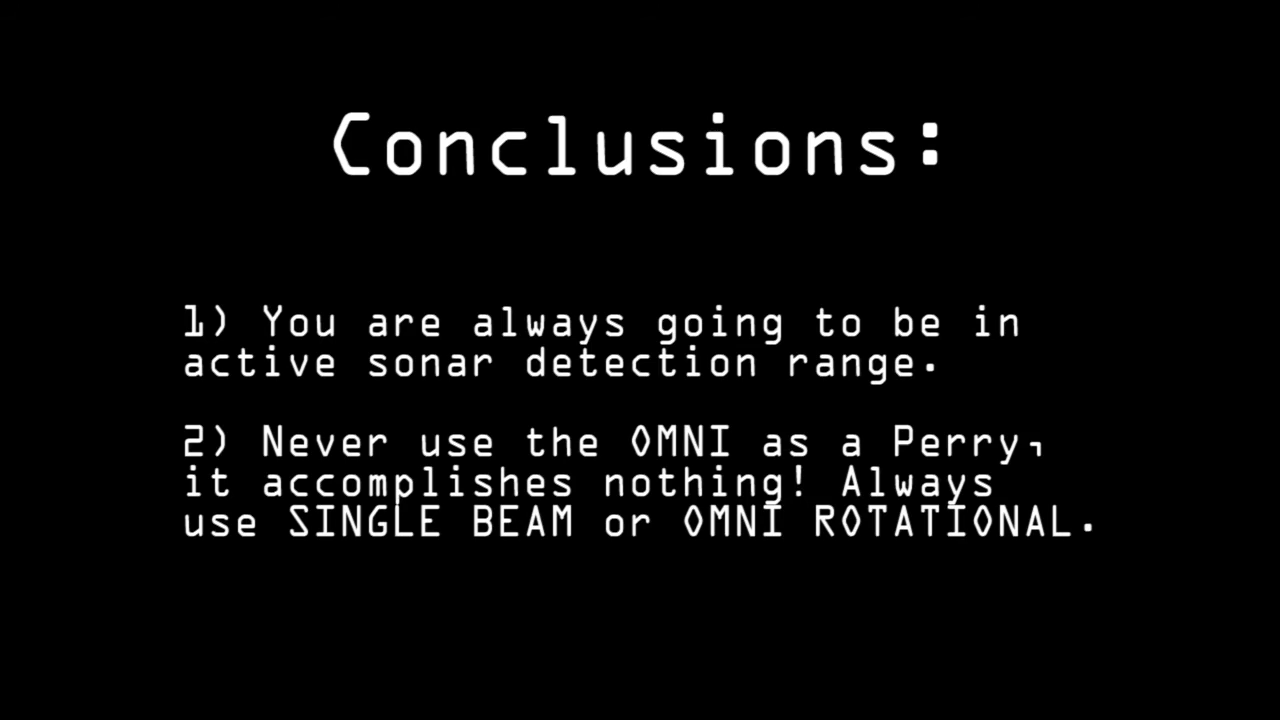 Conclusions:
1) You are always going to be in
active sonar detection range.
2) Never use the OMNI as a Perry,
it accomplishes nothing! Always
use SINGLE BEAM or OMNI ROTATIONAL.